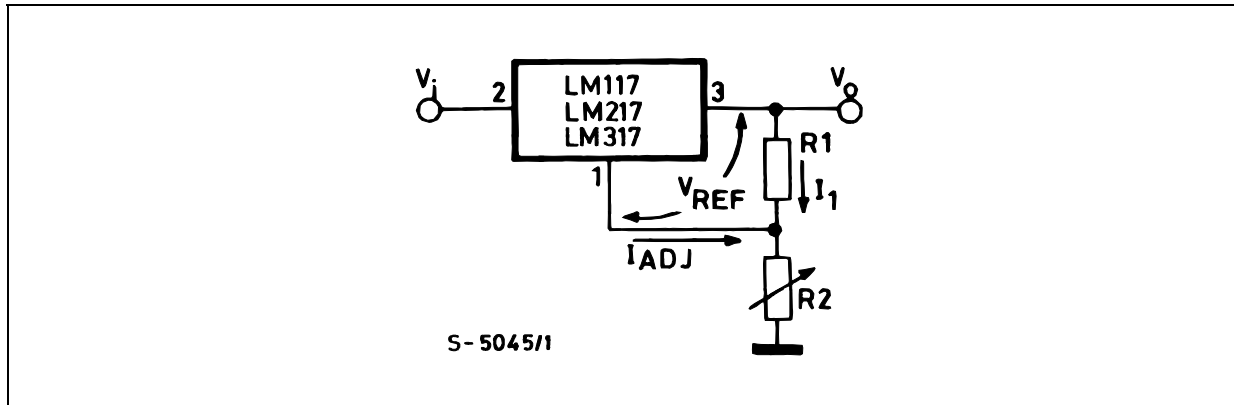 Vi
2
LM117
LM217
LM317
3
VO
1
VREF
R1
I1
IADJ
R2
S-5045/1